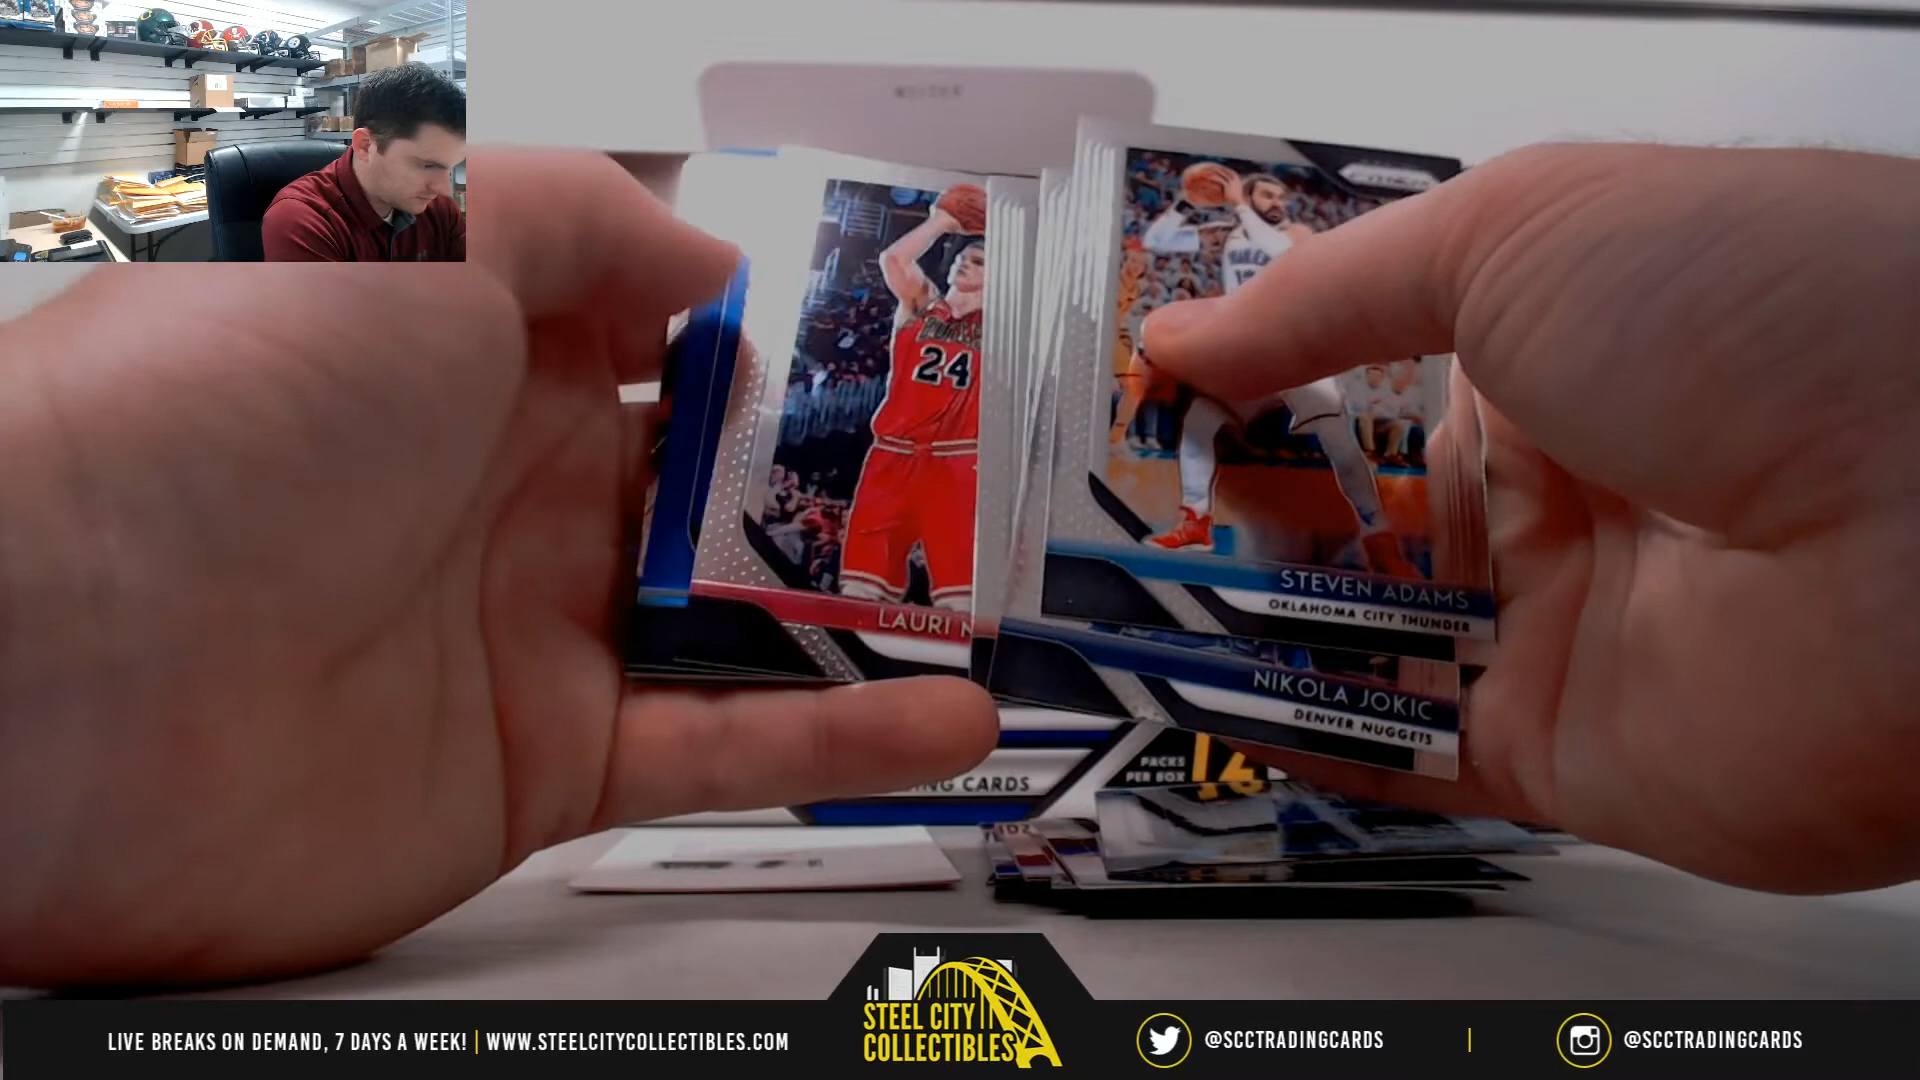 24
LAURI
STEVEN ADAMS
OKLAHOMA CITY THUNDER
NIKOLA JOKIC
DENVER NUGGETS
PACKS
PER BOX
CARDS
LIVE BREAKS ON DEMAND, 7 DAYS A WEEK! | WWW.STEELCITYCOLLECTIBLES.COM
STEEL CITY
COLLECTIBLES
@SCCTRADINGCARDS | @SCCTRADINGCARDS